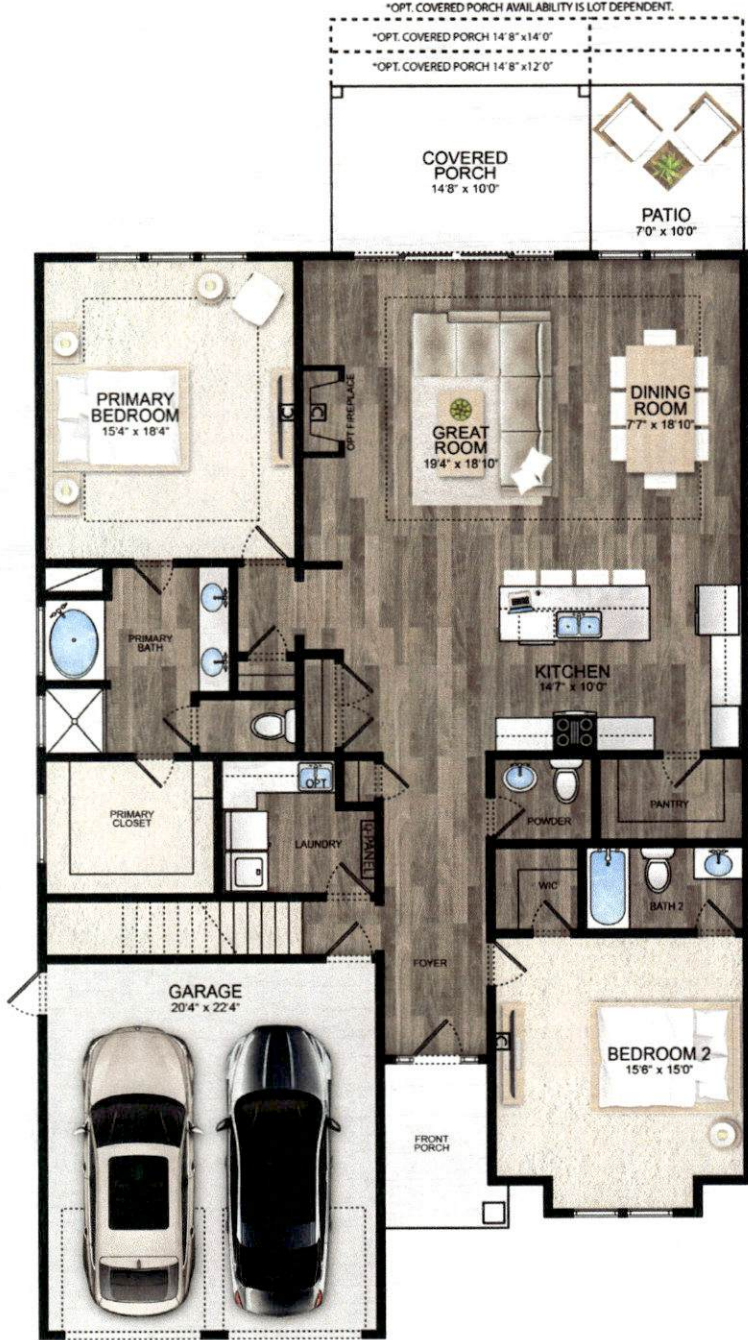 *OPT. COVERED PORCH AVAILABILITY IS LOT DEPENDENT.
*OPT. COVERED PORCH 14'8" x14'0"
*OPT. COVERED PORCH 14'8" x12'0"
COVERED
PORCH
14'8" x 10'0"
PATIO
7'0" x 10'0"
PRIMARY
BEDROOM
15'4" x 18'4"
OPT FIREPLACE
GREAT
ROOM
19'4" x 18'10"
DINING
ROOM
7'7" x 18'10"
PRIMARY
BATH
KITCHEN
14'7" x 10'0"
OPT
PRIMARY
CLOSET
LAUNDRY
Q-PANEL
POWDER
PANTRY
WIC
BATH 2
FOYER
GARAGE
20'4" x 22'4"
BEDROOM 2
15'6" x 15'0"
FRONT
PORCH